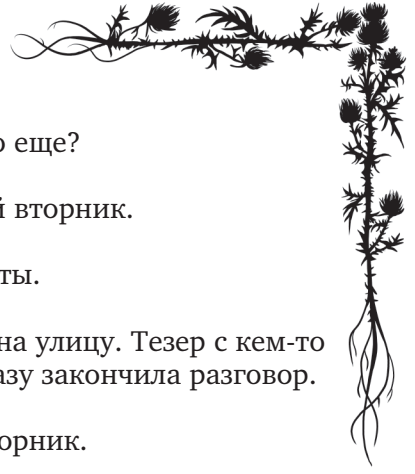 о еще?
й вторник.
ты.
на улицу. Тезер с кем-то
азу закончила разговор.
орник.